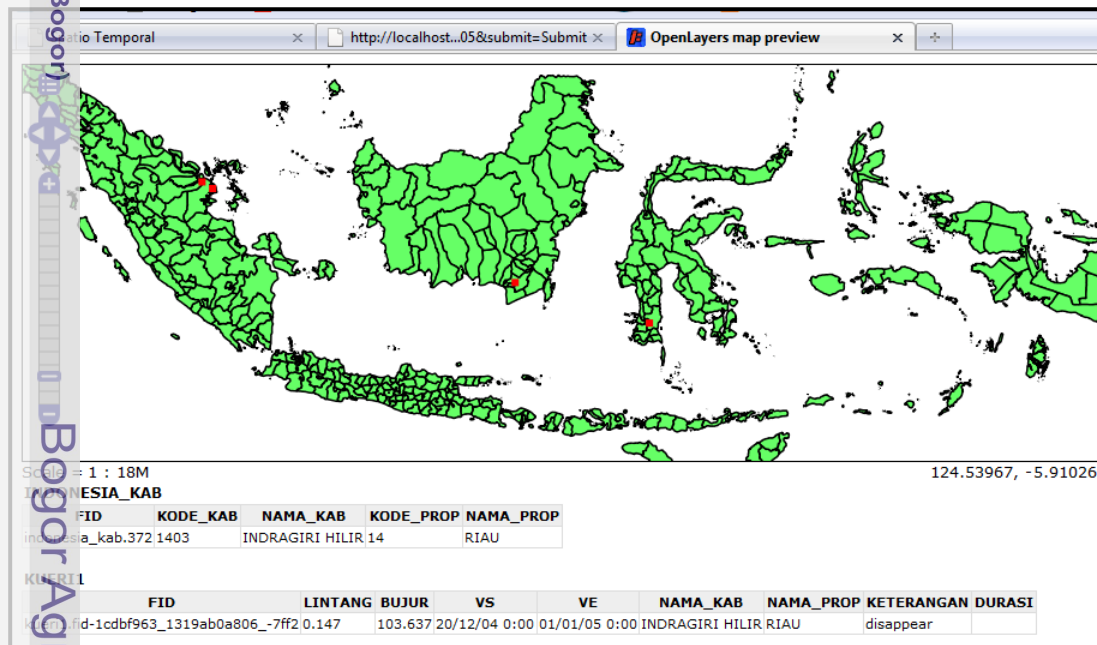 atio Temporal
http://localhost...05&submit=Submit
OpenLayers map preview
Bogor)
Scale = 1 : 18M
124.53967, -5.91026
INDONESIA_KAB
FID KODE_KAB NAMA_KAB KODE_PROP NAMA_PROP
indonesia_kab.372 1403 INDRAGIRI HILIR 14 RIAU
KUERI1
FID LINTANG BUJUR VS VE NAMA_KAB NAMA_PROP KETERANGAN DURASI
kueri1.fid-1cdbf963_1319ab0a806_-7ff2 0.147 103.637 20/12/04 0:00 01/01/05 0:00 INDRAGIRI HILIR RIAU disappear
Bogor Ag